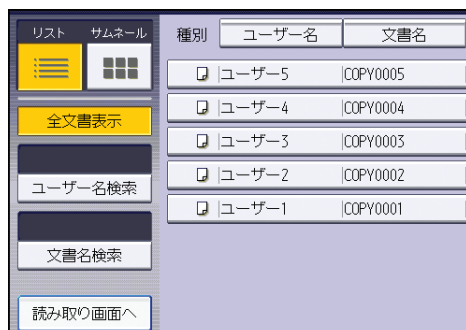 リスト サムネール
種別 ユーザー名 文書名
ユーザー5 COPY0005
ユーザー4 COPY0004
ユーザー3 COPY0003
ユーザー2 COPY0002
ユーザー1 COPY0001
全文書表示
ユーザー名検索
文書名検索
読み取り画面へ